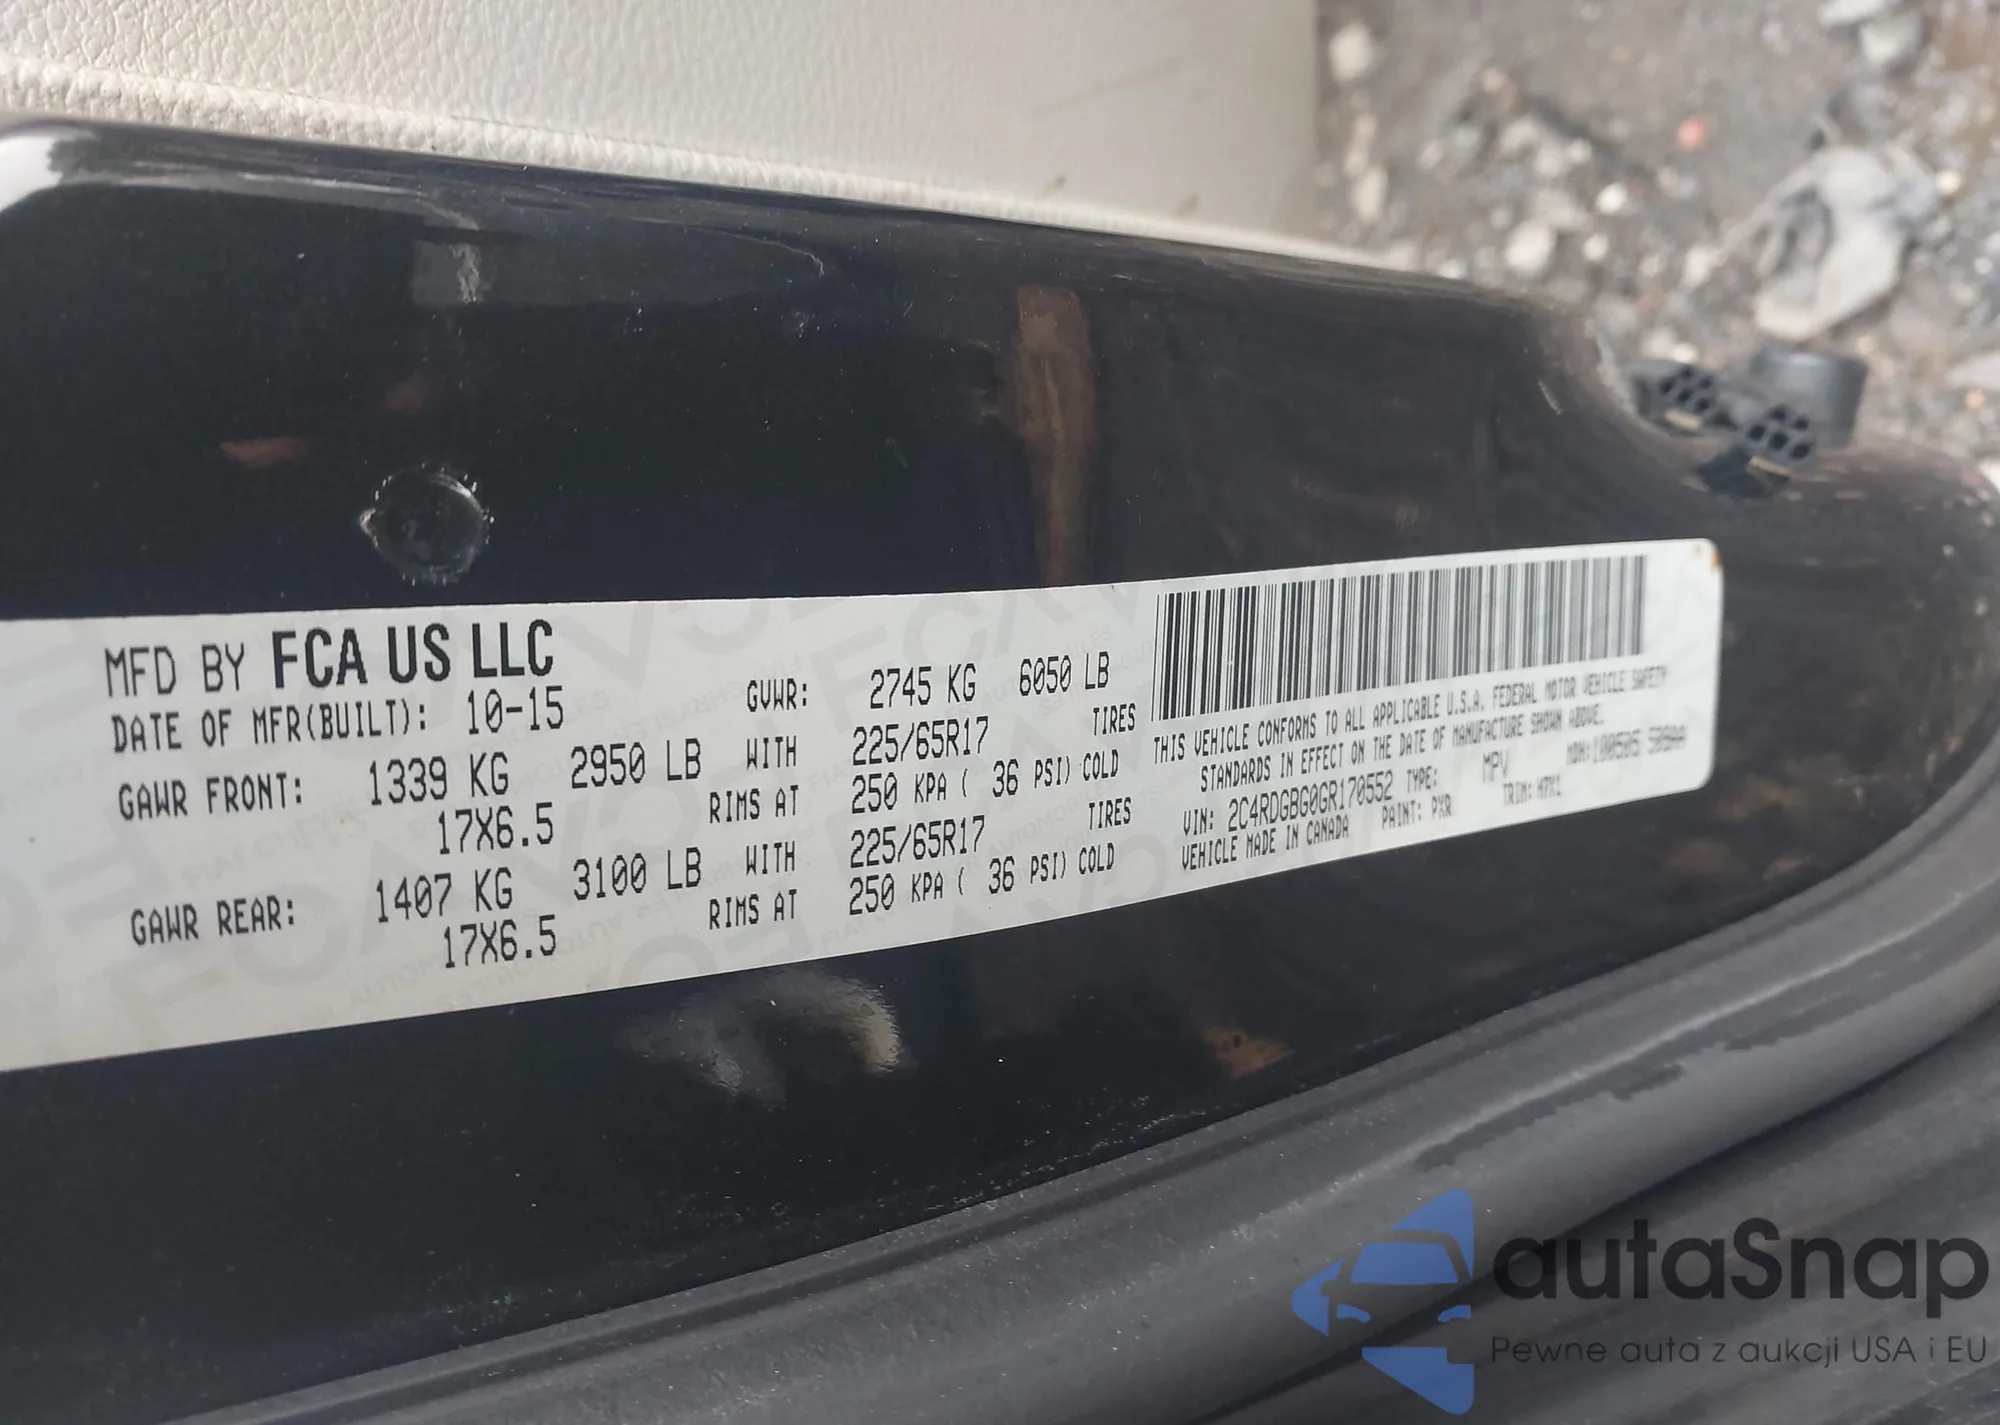 MFD BY FCA US LLC
DATE OF MFR(BUILT): 10-15
GVWR: 2745 KG 6050 LB
GAWR FRONT: 1339 KG 2950 LB WITH 225/65R17 TIRES
17X6.5 RIMS AT 250 KPA ( 36 PSI) COLD
GAWR REAR: 1407 KG 3100 LB WITH 225/65R17 TIRES
17X6.5 RIMS AT 250 KPA ( 36 PSI) COLD
THIS VEHICLE CONFORMS TO ALL APPLICABLE U.S.A. FEDERAL MOTOR VEHICLE SAFETY
STANDARDS IN EFFECT ON THE DATE OF MANUFACTURE SHOWN ABOVE.
VIN: 2C4RDGBG0GR170552 TYPE: MPV MDH:
VEHICLE MADE IN CANADA PAINT: PXR TRIM:
autaSnap
Pewne auta z aukcji USA i EU